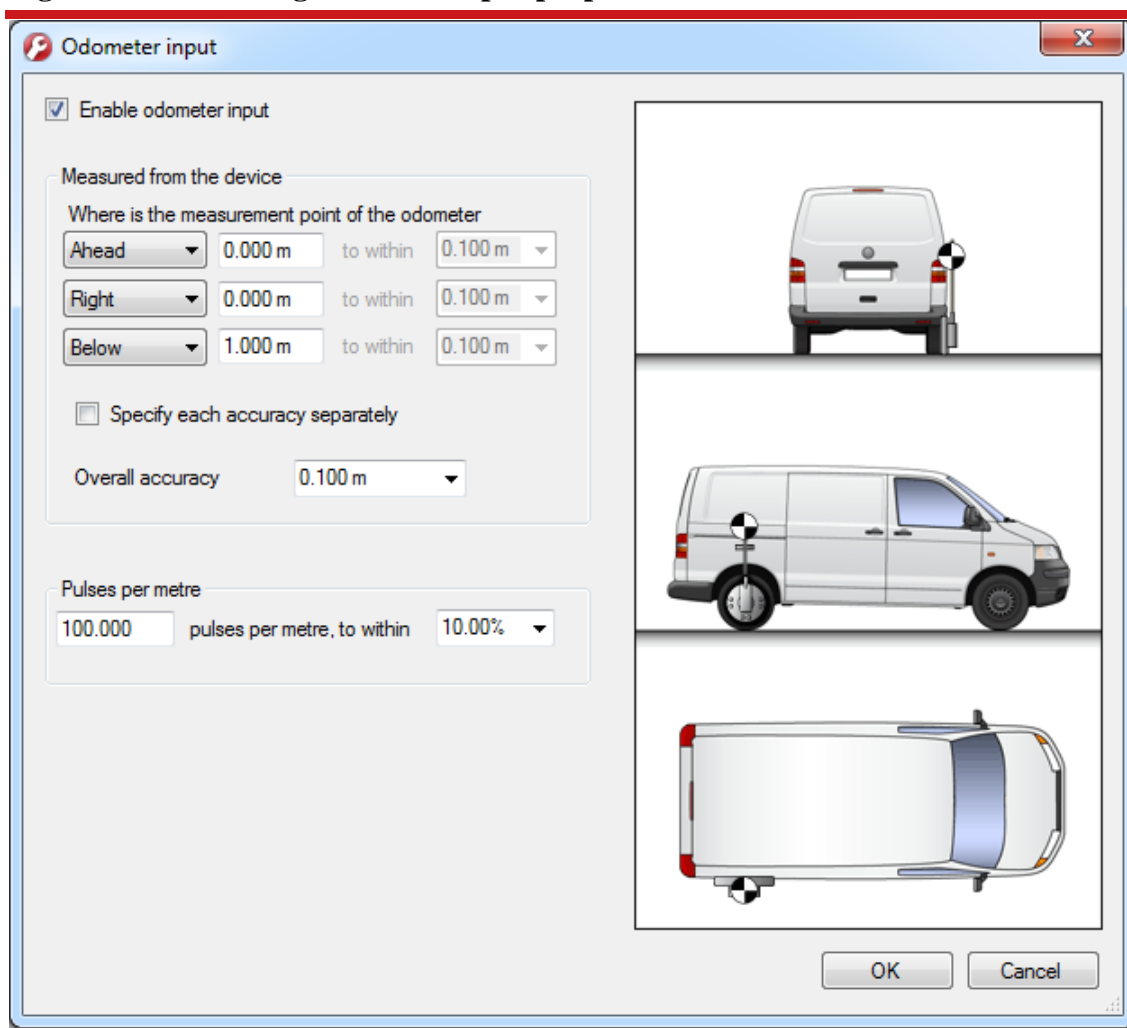 Odometer input
Enable odometer input
Measured from the device
Where is the measurement point of the odometer
Ahead 0.000 m to within 0.100 m
Right 0.000 m to within 0.100 m
Below 1.000 m to within 0.100 m
Specify each accuracy separately
Overall accuracy 0.100 m
Pulses per metre
100.000 pulses per metre, to within 10.00%
OK Cancel